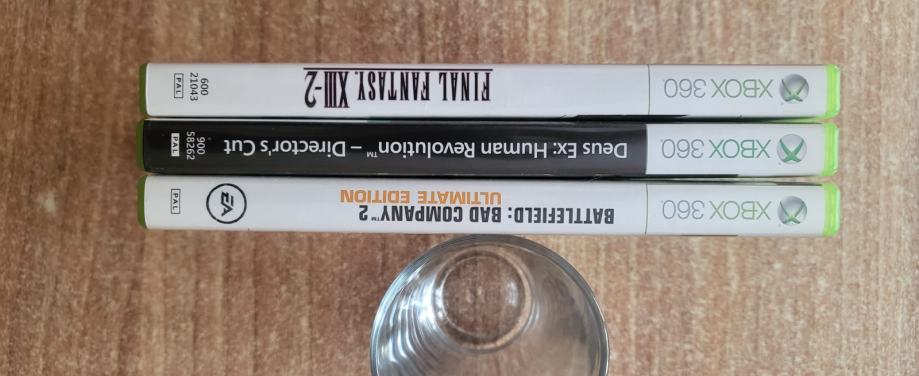 XBOX 360
FINAL FANTASY. XIII-2
600
21043
PAL
XBOX 360
Deus Ex: Human Revolution™ – Director's Cut
900
58262
PAL
XBOX 360
BATTLEFIELD: BAD COMPANY™ 2
ULTIMATE EDITION
EA
PAL